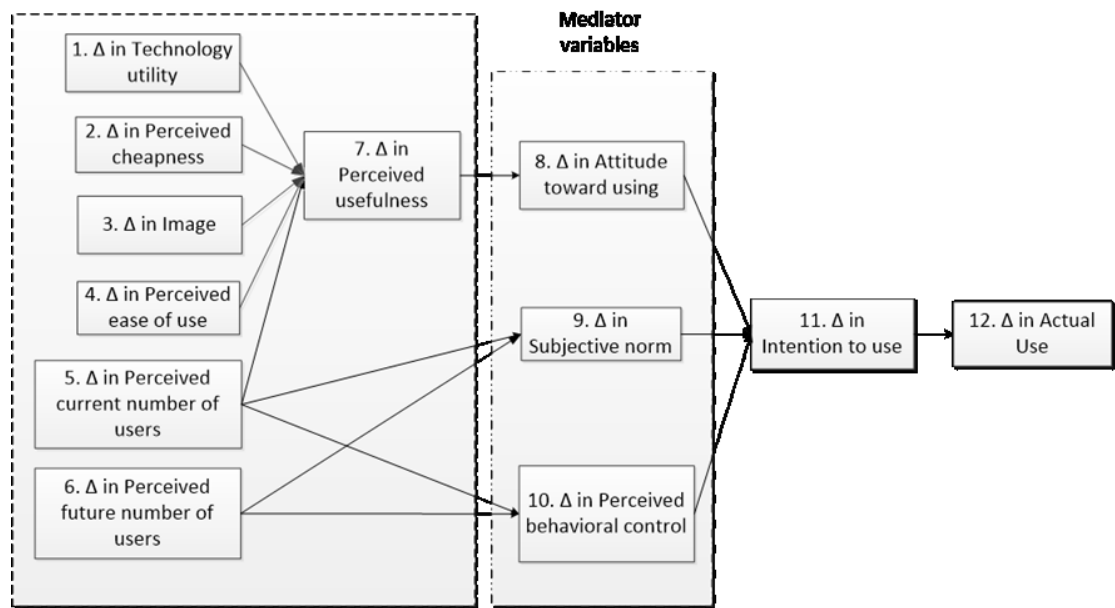 Mediator
variables
1. Δ in Technology
utility
2. Δ in Perceived
cheapness
3. Δ in Image
4. Δ in Perceived
ease of use
5. Δ in Perceived
current number of
users
6. Δ in Perceived
future number of
users
7. Δ in
Perceived
usefulness
8. Δ in Attitude
toward using
9. Δ in
Subjective norm
10. Δ in Perceived
behavioral control
11. Δ in
Intention to use
12. Δ in Actual
Use